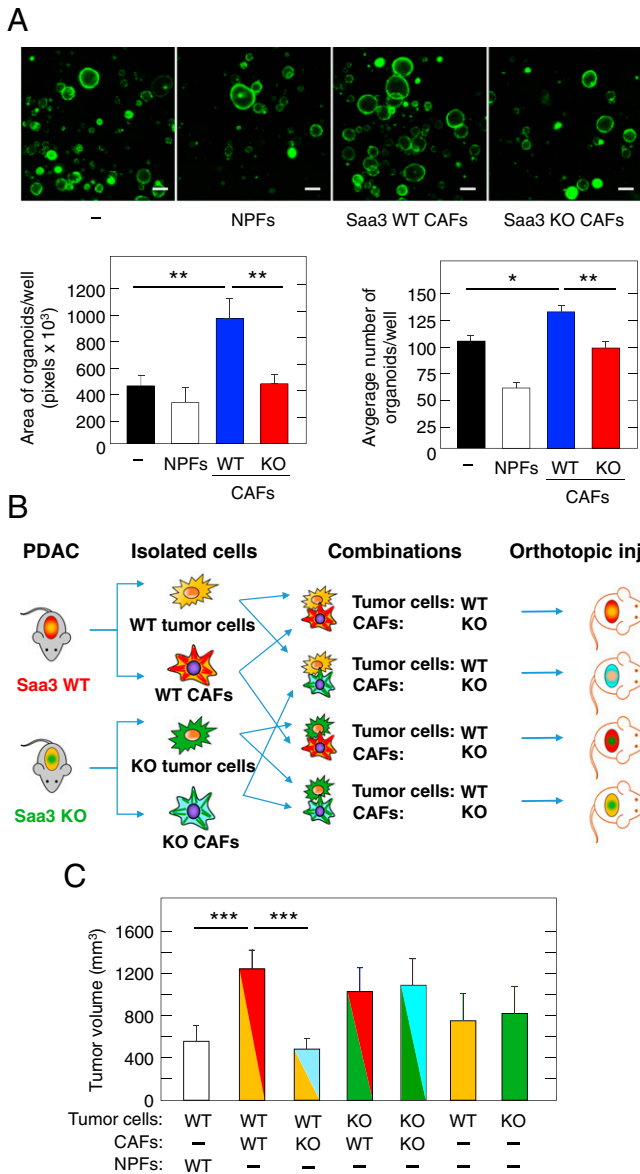 A
– NPFs Saa3 WT CAFs Saa3 KO CAFs
Area of organoids/well
(pixels x 10³)
1200
1000
800
600
400
200
0
** **
– NPFs WT KO
CAFs
Avgerage number of
organoids/well
150
125
100
75
50
25
0
* **
– NPFs WT KO
CAFs
B
PDAC Isolated cells Combinations Orthotopic inj
Saa3 WT
Saa3 KO
WT tumor cells
WT CAFs
KO tumor cells
KO CAFs
Tumor cells: WT
CAFs: KO
Tumor cells: WT
CAFs: KO
Tumor cells: WT
CAFs: KO
Tumor cells: WT
CAFs: KO
C
Tumor volume (mm³)
1600
1200
800
400
0
*** ***
Tumor cells: WT WT WT KO KO WT KO
CAFs: – WT KO WT KO – –
NPFs: WT – – – – – –